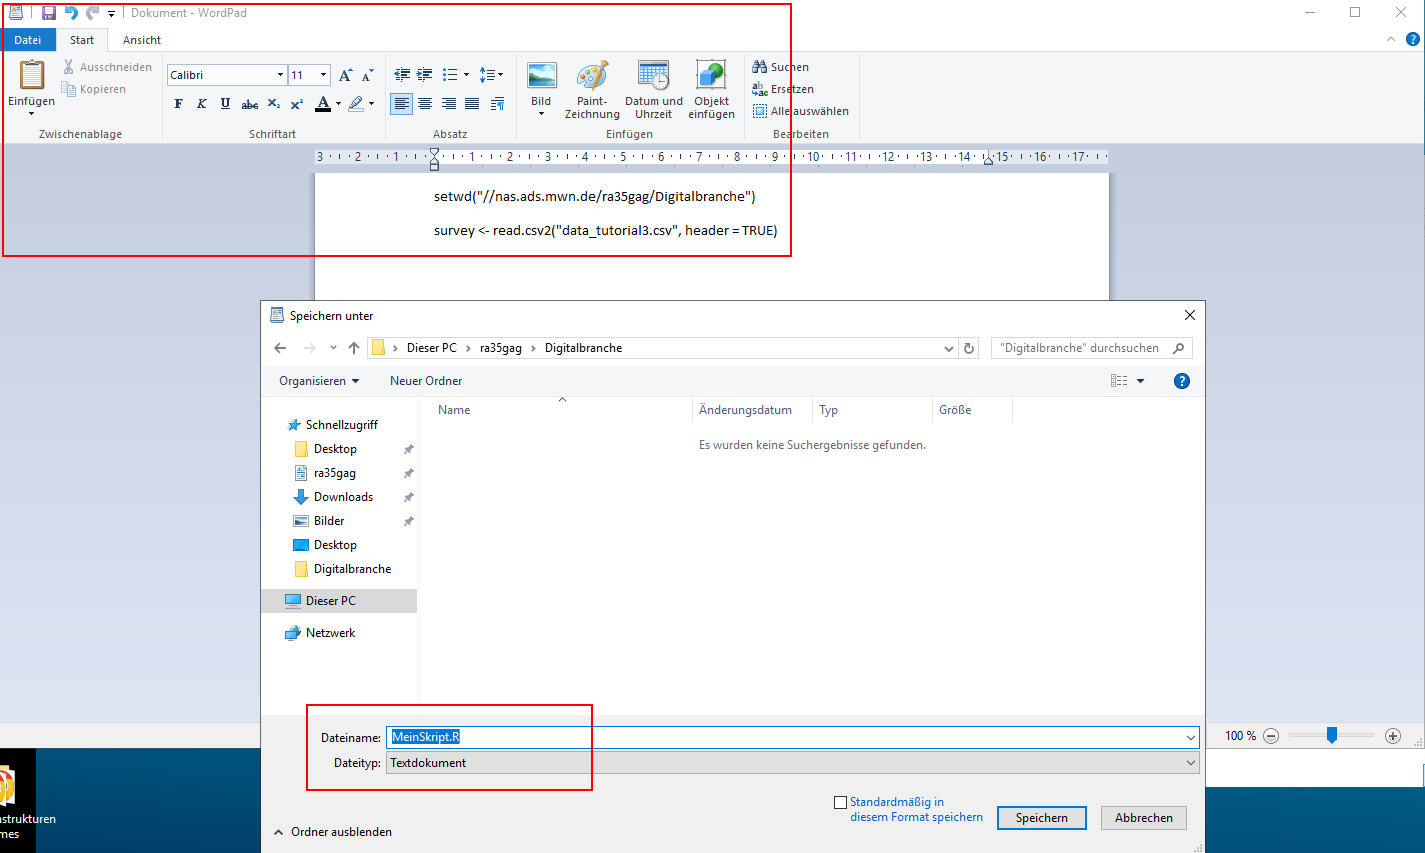 Dokument - WordPad
Datei Start Ansicht
Einfügen
Ausschneiden
Kopieren
Zwischenablage
Calibri 11
F K U abc X₂ X² A
Schriftart
Absatz
Bild
Paint-
Zeichnung
Datum und
Uhrzeit
Objekt
einfügen
Einfügen
Suchen
Ersetzen
Alle auswählen
Bearbeiten
3 2 1 1 2 3 4 5 6 7 8 9 10 11 12 13 14 15 16 17
setwd("//nas.ads.mwn.de/ra35gag/Digitalbranche")
survey <- read.csv2("data_tutorial3.csv", header = TRUE)
Speichern unter
Dieser PC > ra35gag > Digitalbranche
"Digitalbranche" durchsuchen
Organisieren Neuer Ordner
Name Änderungsdatum Typ Größe
Es wurden keine Suchergebnisse gefunden.
Schnellzugriff
Desktop
ra35gag
Downloads
Bilder
Desktop
Digitalbranche
Dieser PC
Netzwerk
Dateiname: MeinSkript.R
Dateityp: Textdokument
100 %
Standardmäßig in
diesem Format speichern
Speichern Abbrechen
Ordner ausblenden